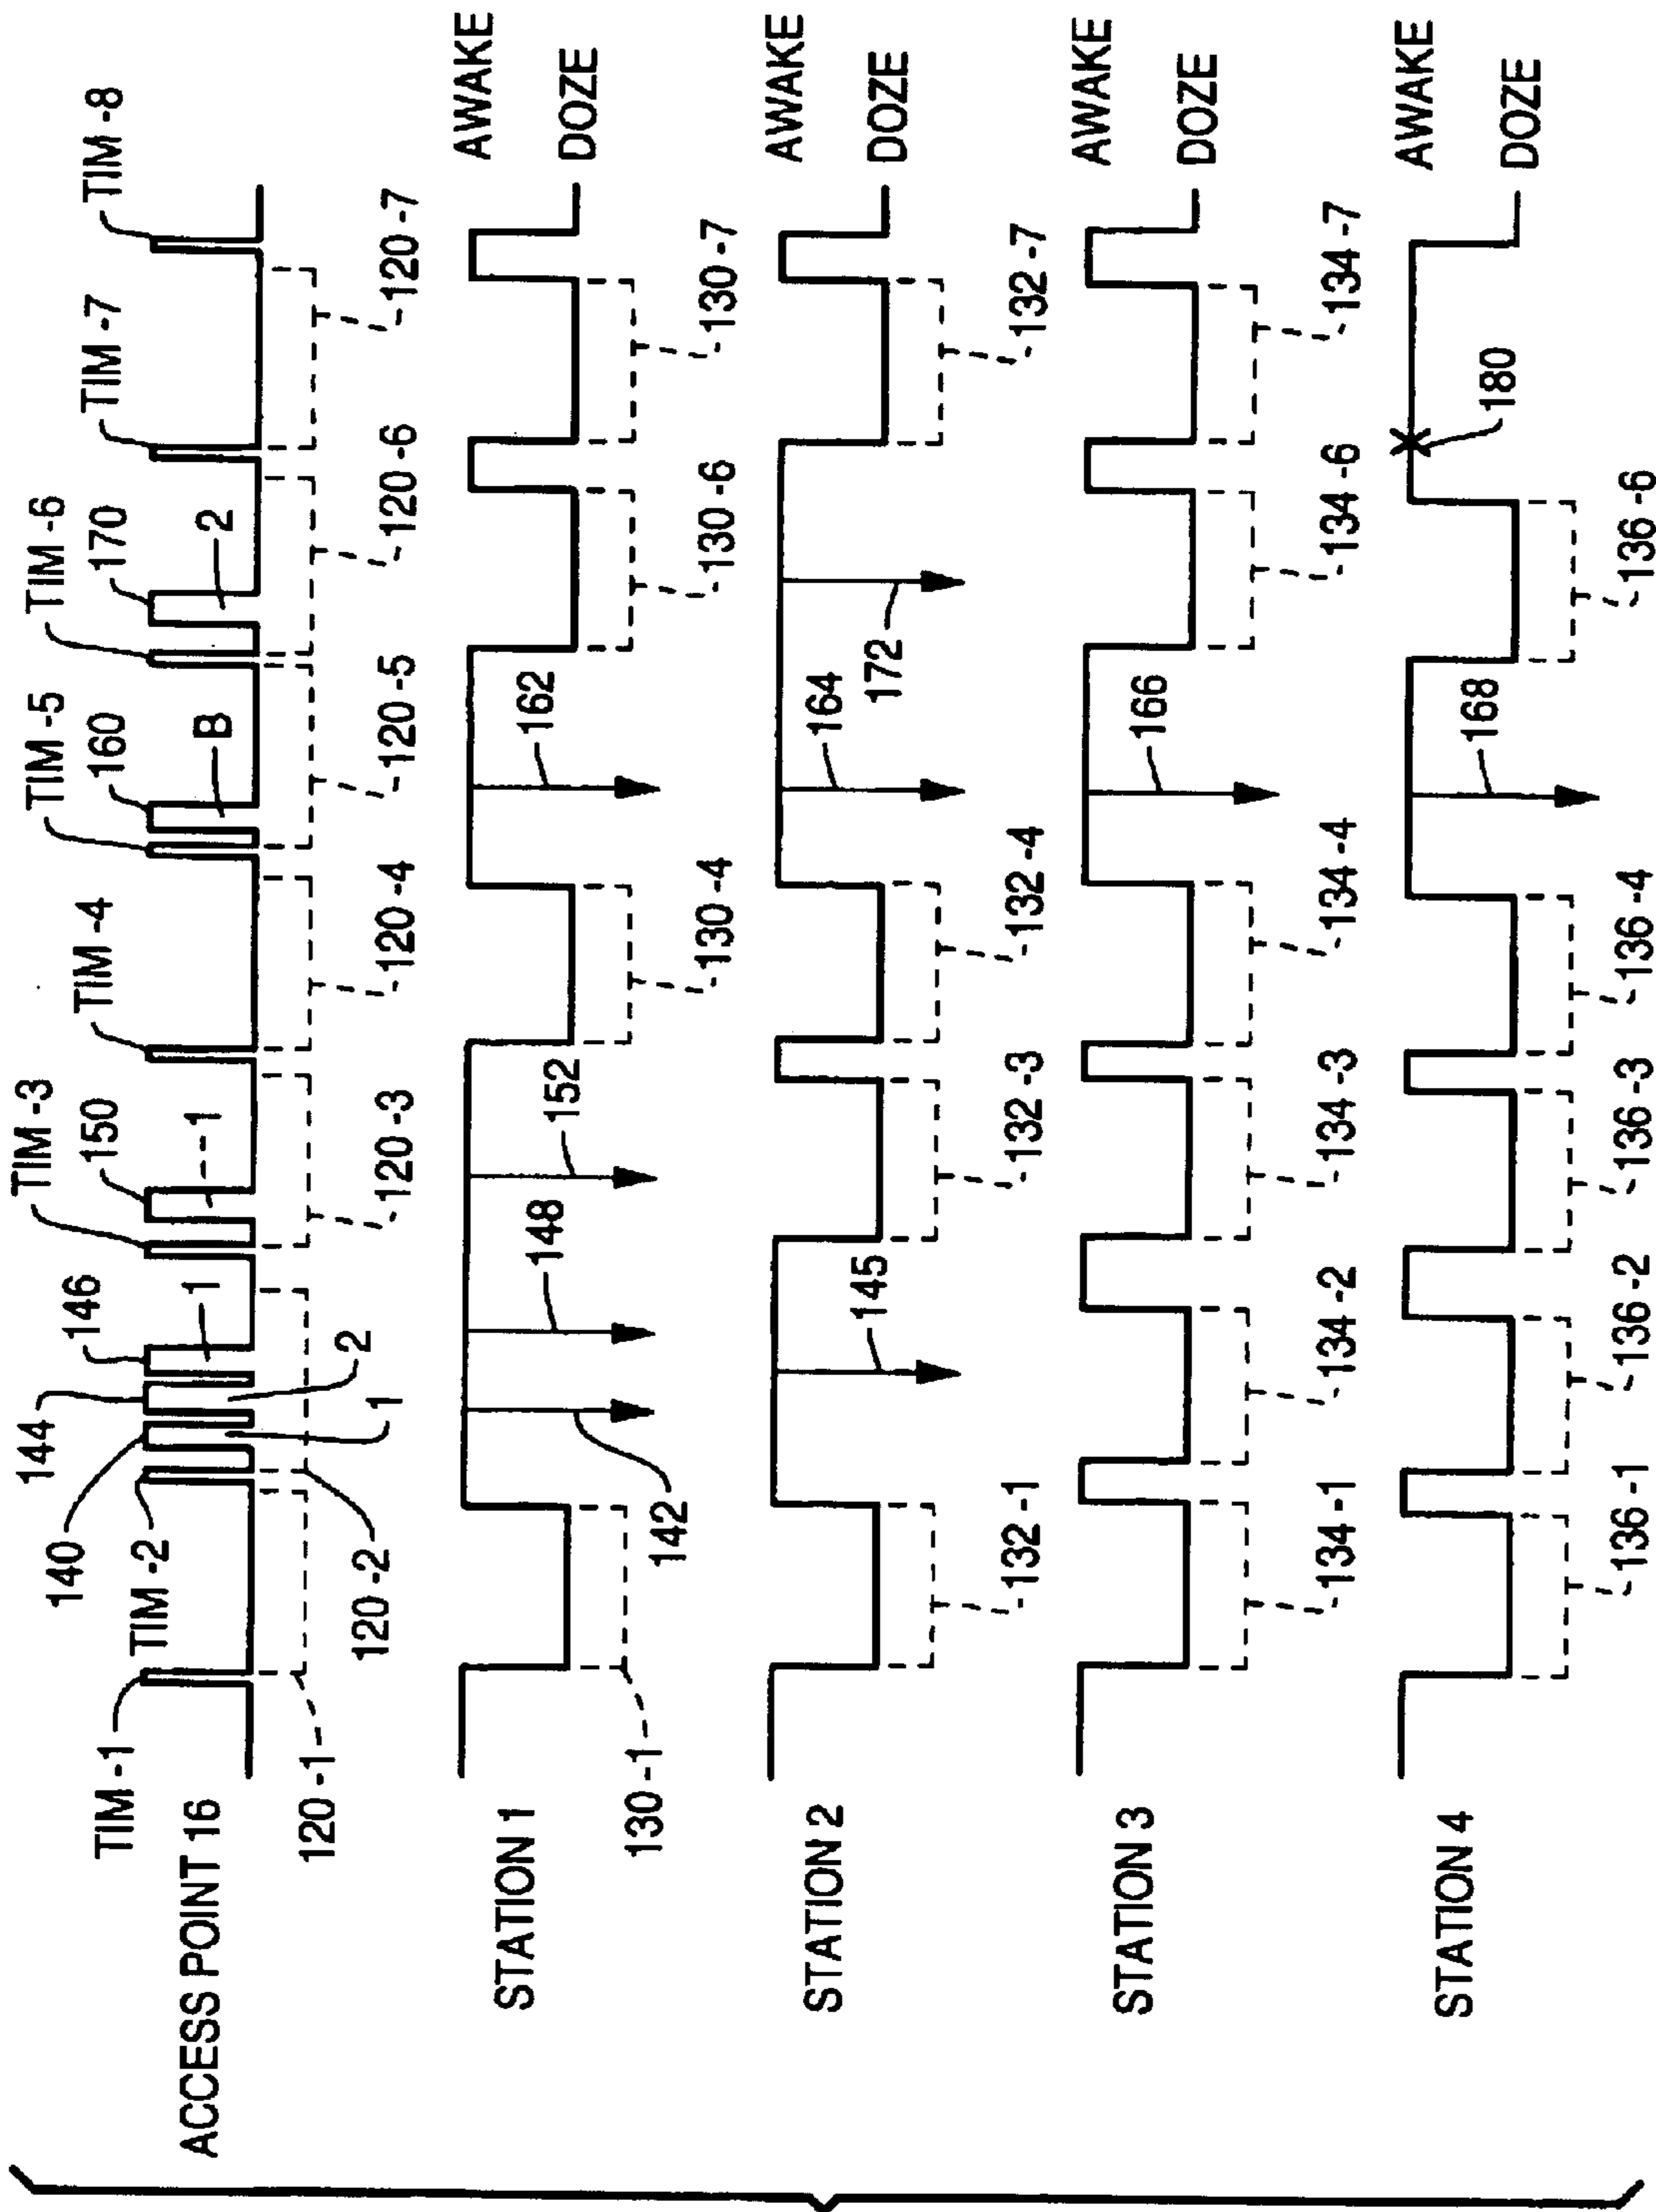 TIM -1
TIM -2
TIM -3
TIM -4
TIM -5
TIM -6
TIM -7
TIM -8
140
144
146
150
160
170
1
2
1
1
B
2
ACCESS POINT 16
120 -1
120 -2
120 -3
120 -4
120 -5
120 -6
120 -7
STATION 1
AWAKE
DOZE
142
148
152
162
130 -1
130 -4
130 -6
130 -7
STATION 2
AWAKE
DOZE
145
164
172
132 -1
132 -3
132 -4
132 -7
STATION 3
AWAKE
DOZE
166
134 -1
134 -2
134 -3
134 -4
134 -6
134 -7
STATION 4
AWAKE
DOZE
168
180
136 -1
136 -2
136 -3
136 -4
136 -6